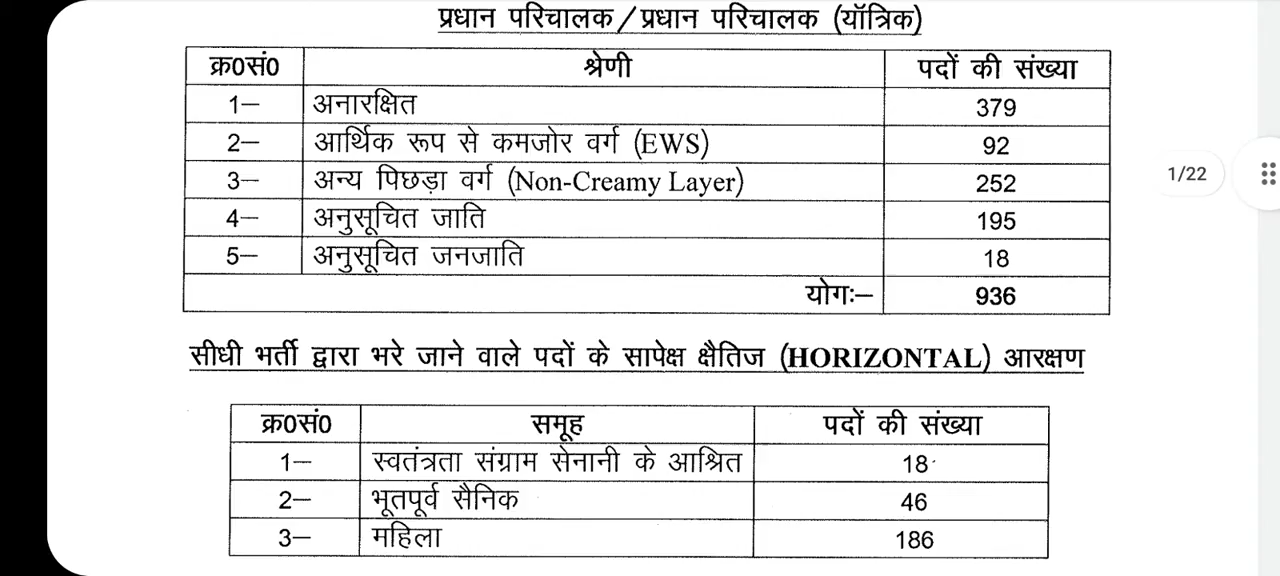 प्रधान परिचालक/प्रधान परिचालक (यॉत्रिक)
क्र0सं0 श्रेणी पदों की संख्या
1– अनारक्षित 379
2– आर्थिक रूप से कमजोर वर्ग (EWS) 92
3– अन्य पिछड़ा वर्ग (Non-Creamy Layer) 252
4– अनुसूचित जाति 195
5– अनुसूचित जनजाति 18
योगः– 936
1/22
सीधी भर्ती द्वारा भरे जाने वाले पदों के सापेक्ष क्षैतिज (HORIZONTAL) आरक्षण
क्र0सं0 समूह पदों की संख्या
1– स्वतंत्रता संग्राम सेनानी के आश्रित 18
2– भूतपूर्व सैनिक 46
3– महिला 186